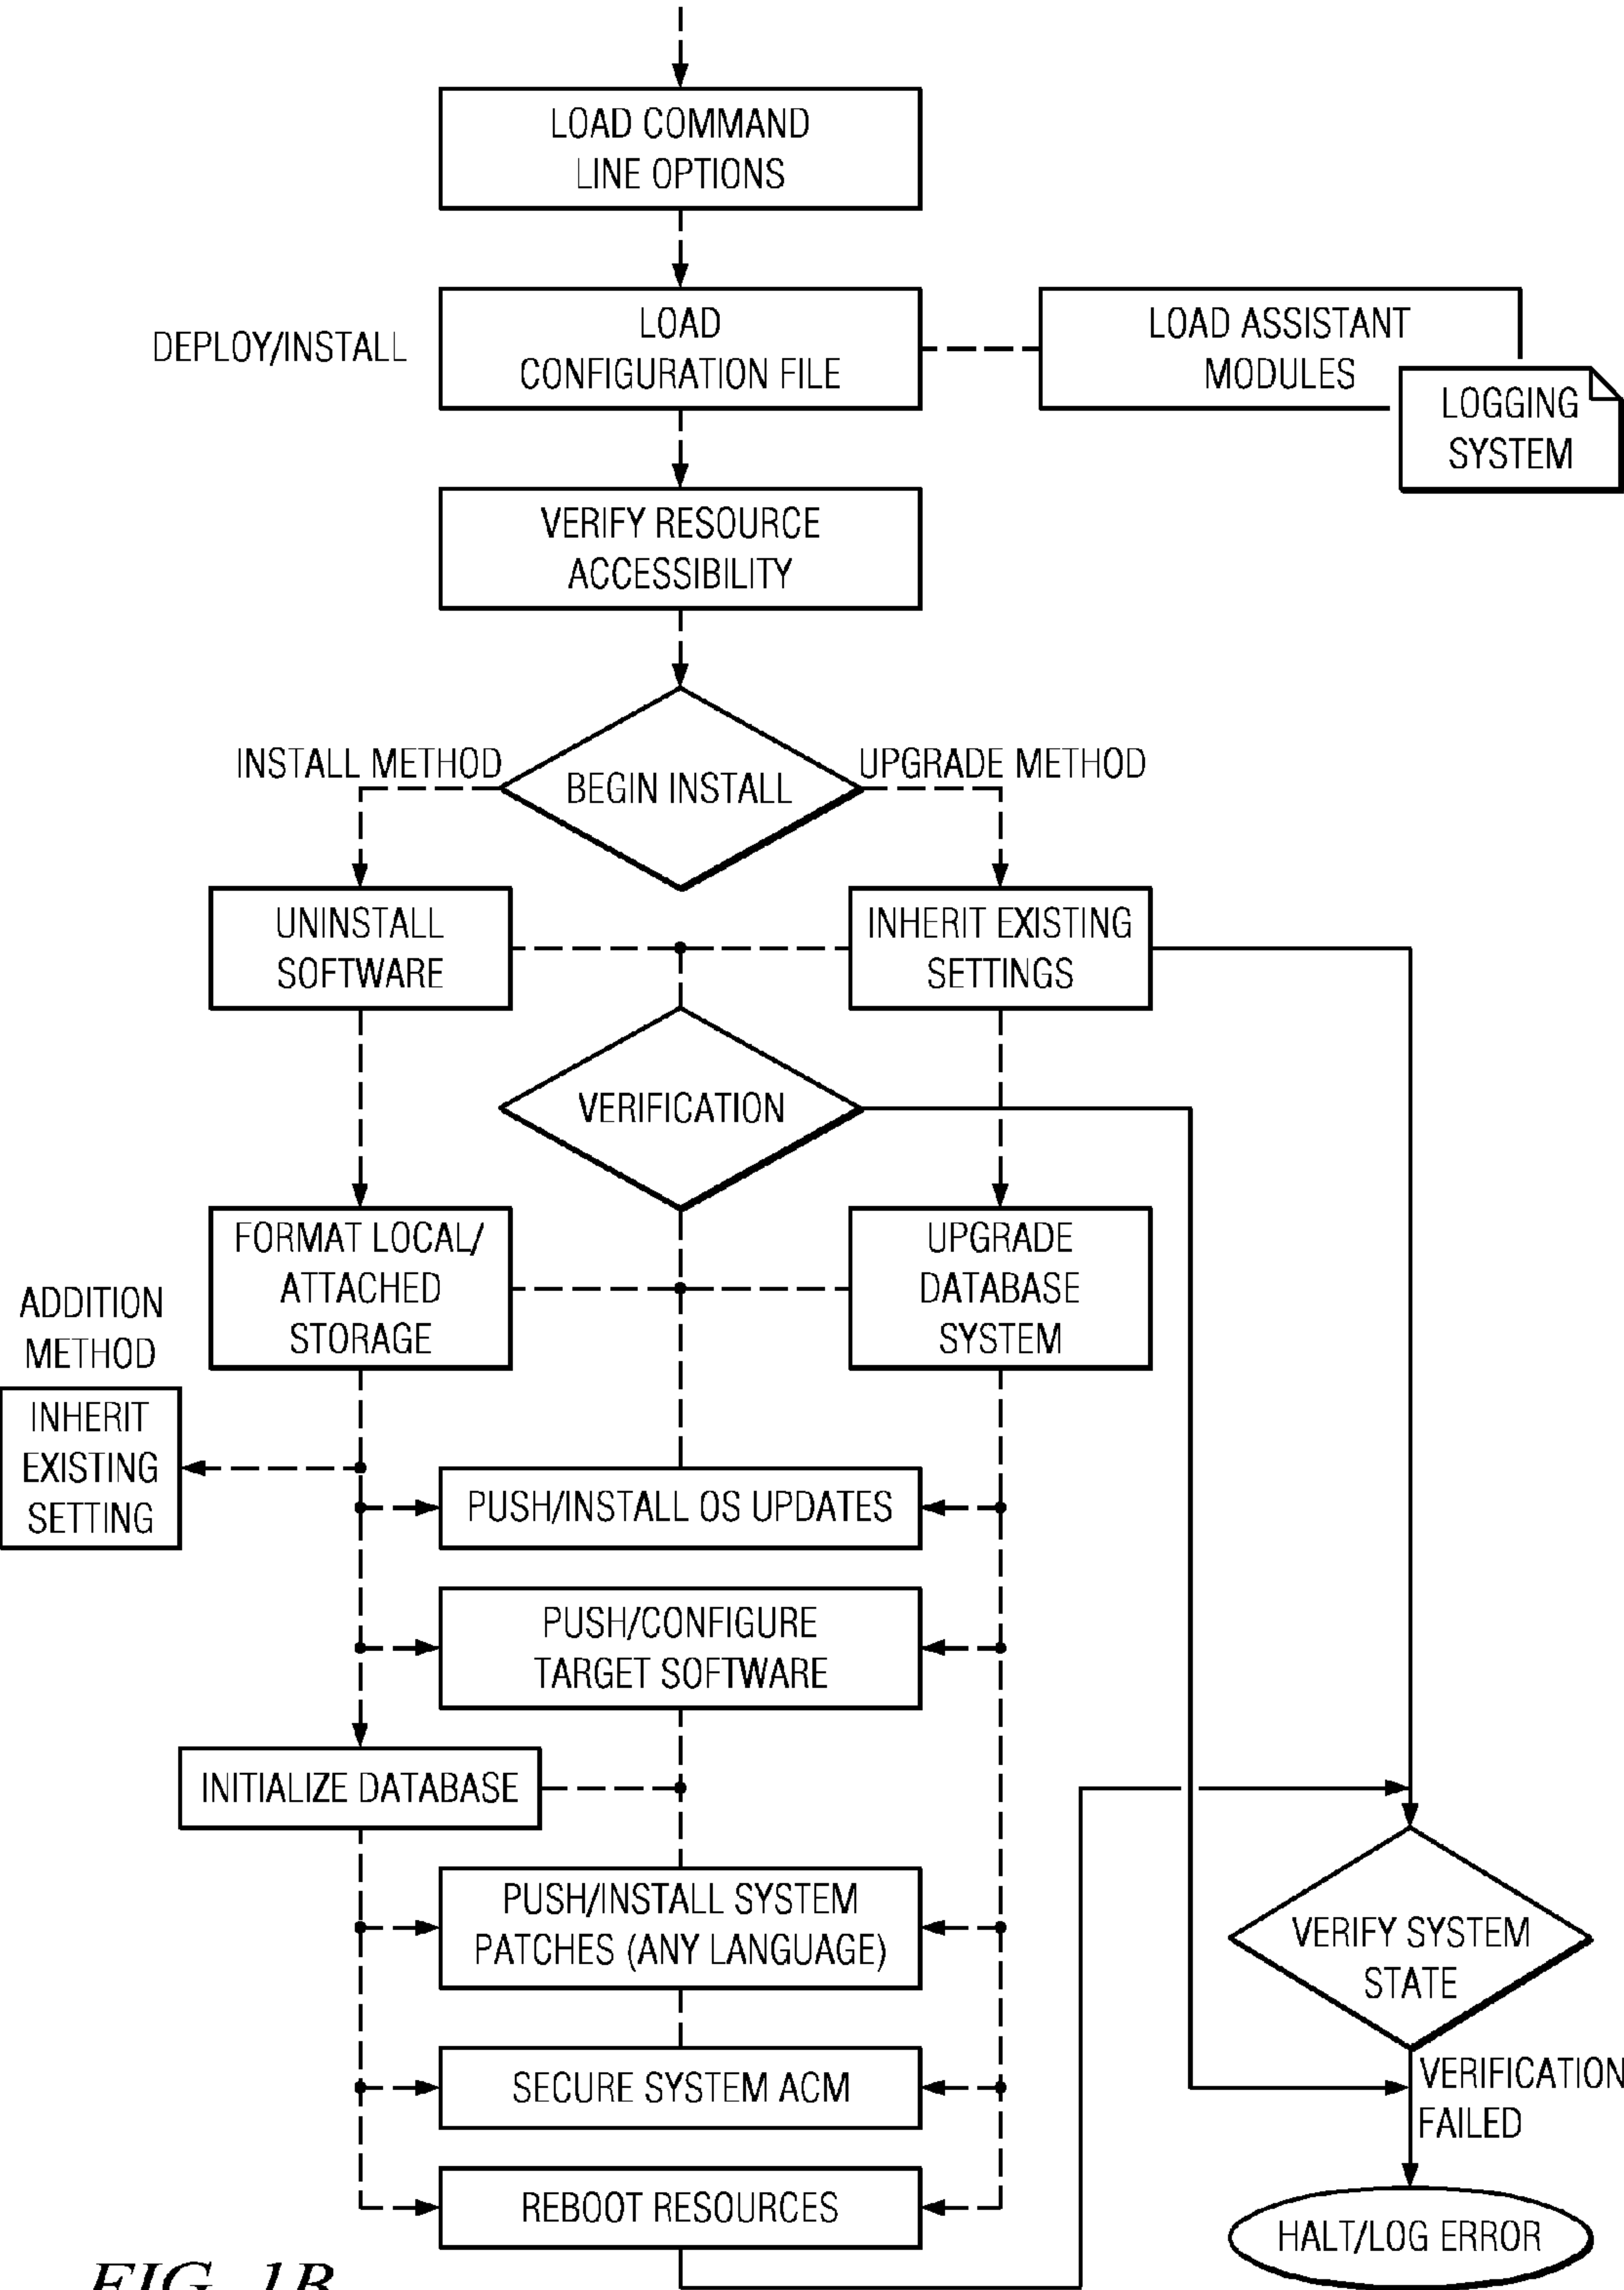 LOAD COMMAND
LINE OPTIONS
DEPLOY/INSTALL
LOAD
CONFIGURATION FILE
LOAD ASSISTANT
MODULES
LOGGING
SYSTEM
VERIFY RESOURCE
ACCESSIBILITY
INSTALL METHOD
BEGIN INSTALL
UPGRADE METHOD
UNINSTALL
SOFTWARE
INHERIT EXISTING
SETTINGS
VERIFICATION
FORMAT LOCAL/
ATTACHED
STORAGE
UPGRADE
DATABASE
SYSTEM
ADDITION
METHOD
INHERIT
EXISTING
SETTING
PUSH/INSTALL OS UPDATES
PUSH/CONFIGURE
TARGET SOFTWARE
INITIALIZE DATABASE
PUSH/INSTALL SYSTEM
PATCHES (ANY LANGUAGE)
VERIFY SYSTEM
STATE
SECURE SYSTEM ACM
VERIFICATION
FAILED
REBOOT RESOURCES
HALT/LOG ERROR
FIG. 1B